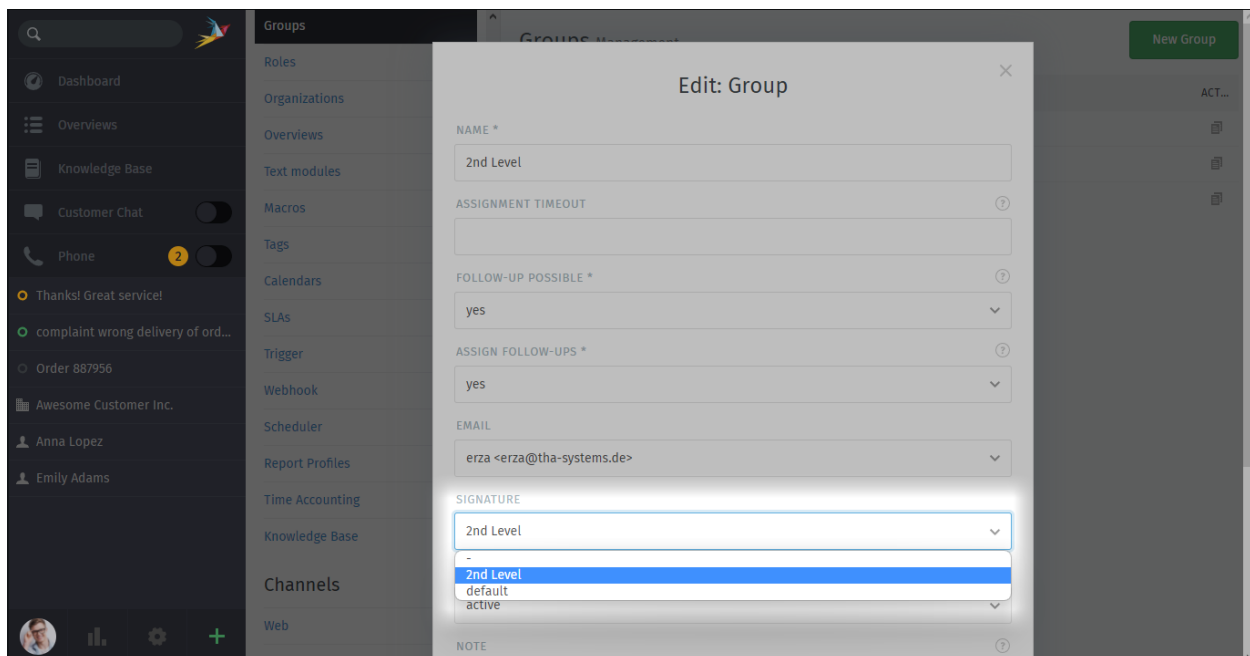 Dashboard
Overviews
Knowledge Base
Customer Chat
Phone 2
Thanks! Great service!
complaint wrong delivery of ord...
Order 887956
Awesome Customer Inc.
Anna Lopez
Emily Adams
Groups
Roles
Organizations
Overviews
Text modules
Macros
Tags
Calendars
SLAs
Trigger
Webhook
Scheduler
Report Profiles
Time Accounting
Knowledge Base
Channels
Web
Groups Management
New Group
ACT...
Edit: Group
NAME *
2nd Level
ASSIGNMENT TIMEOUT
FOLLOW-UP POSSIBLE *
yes
ASSIGN FOLLOW-UPS *
yes
EMAIL
erza <erza@tha-systems.de>
SIGNATURE
2nd Level
-
2nd Level
default
active
NOTE